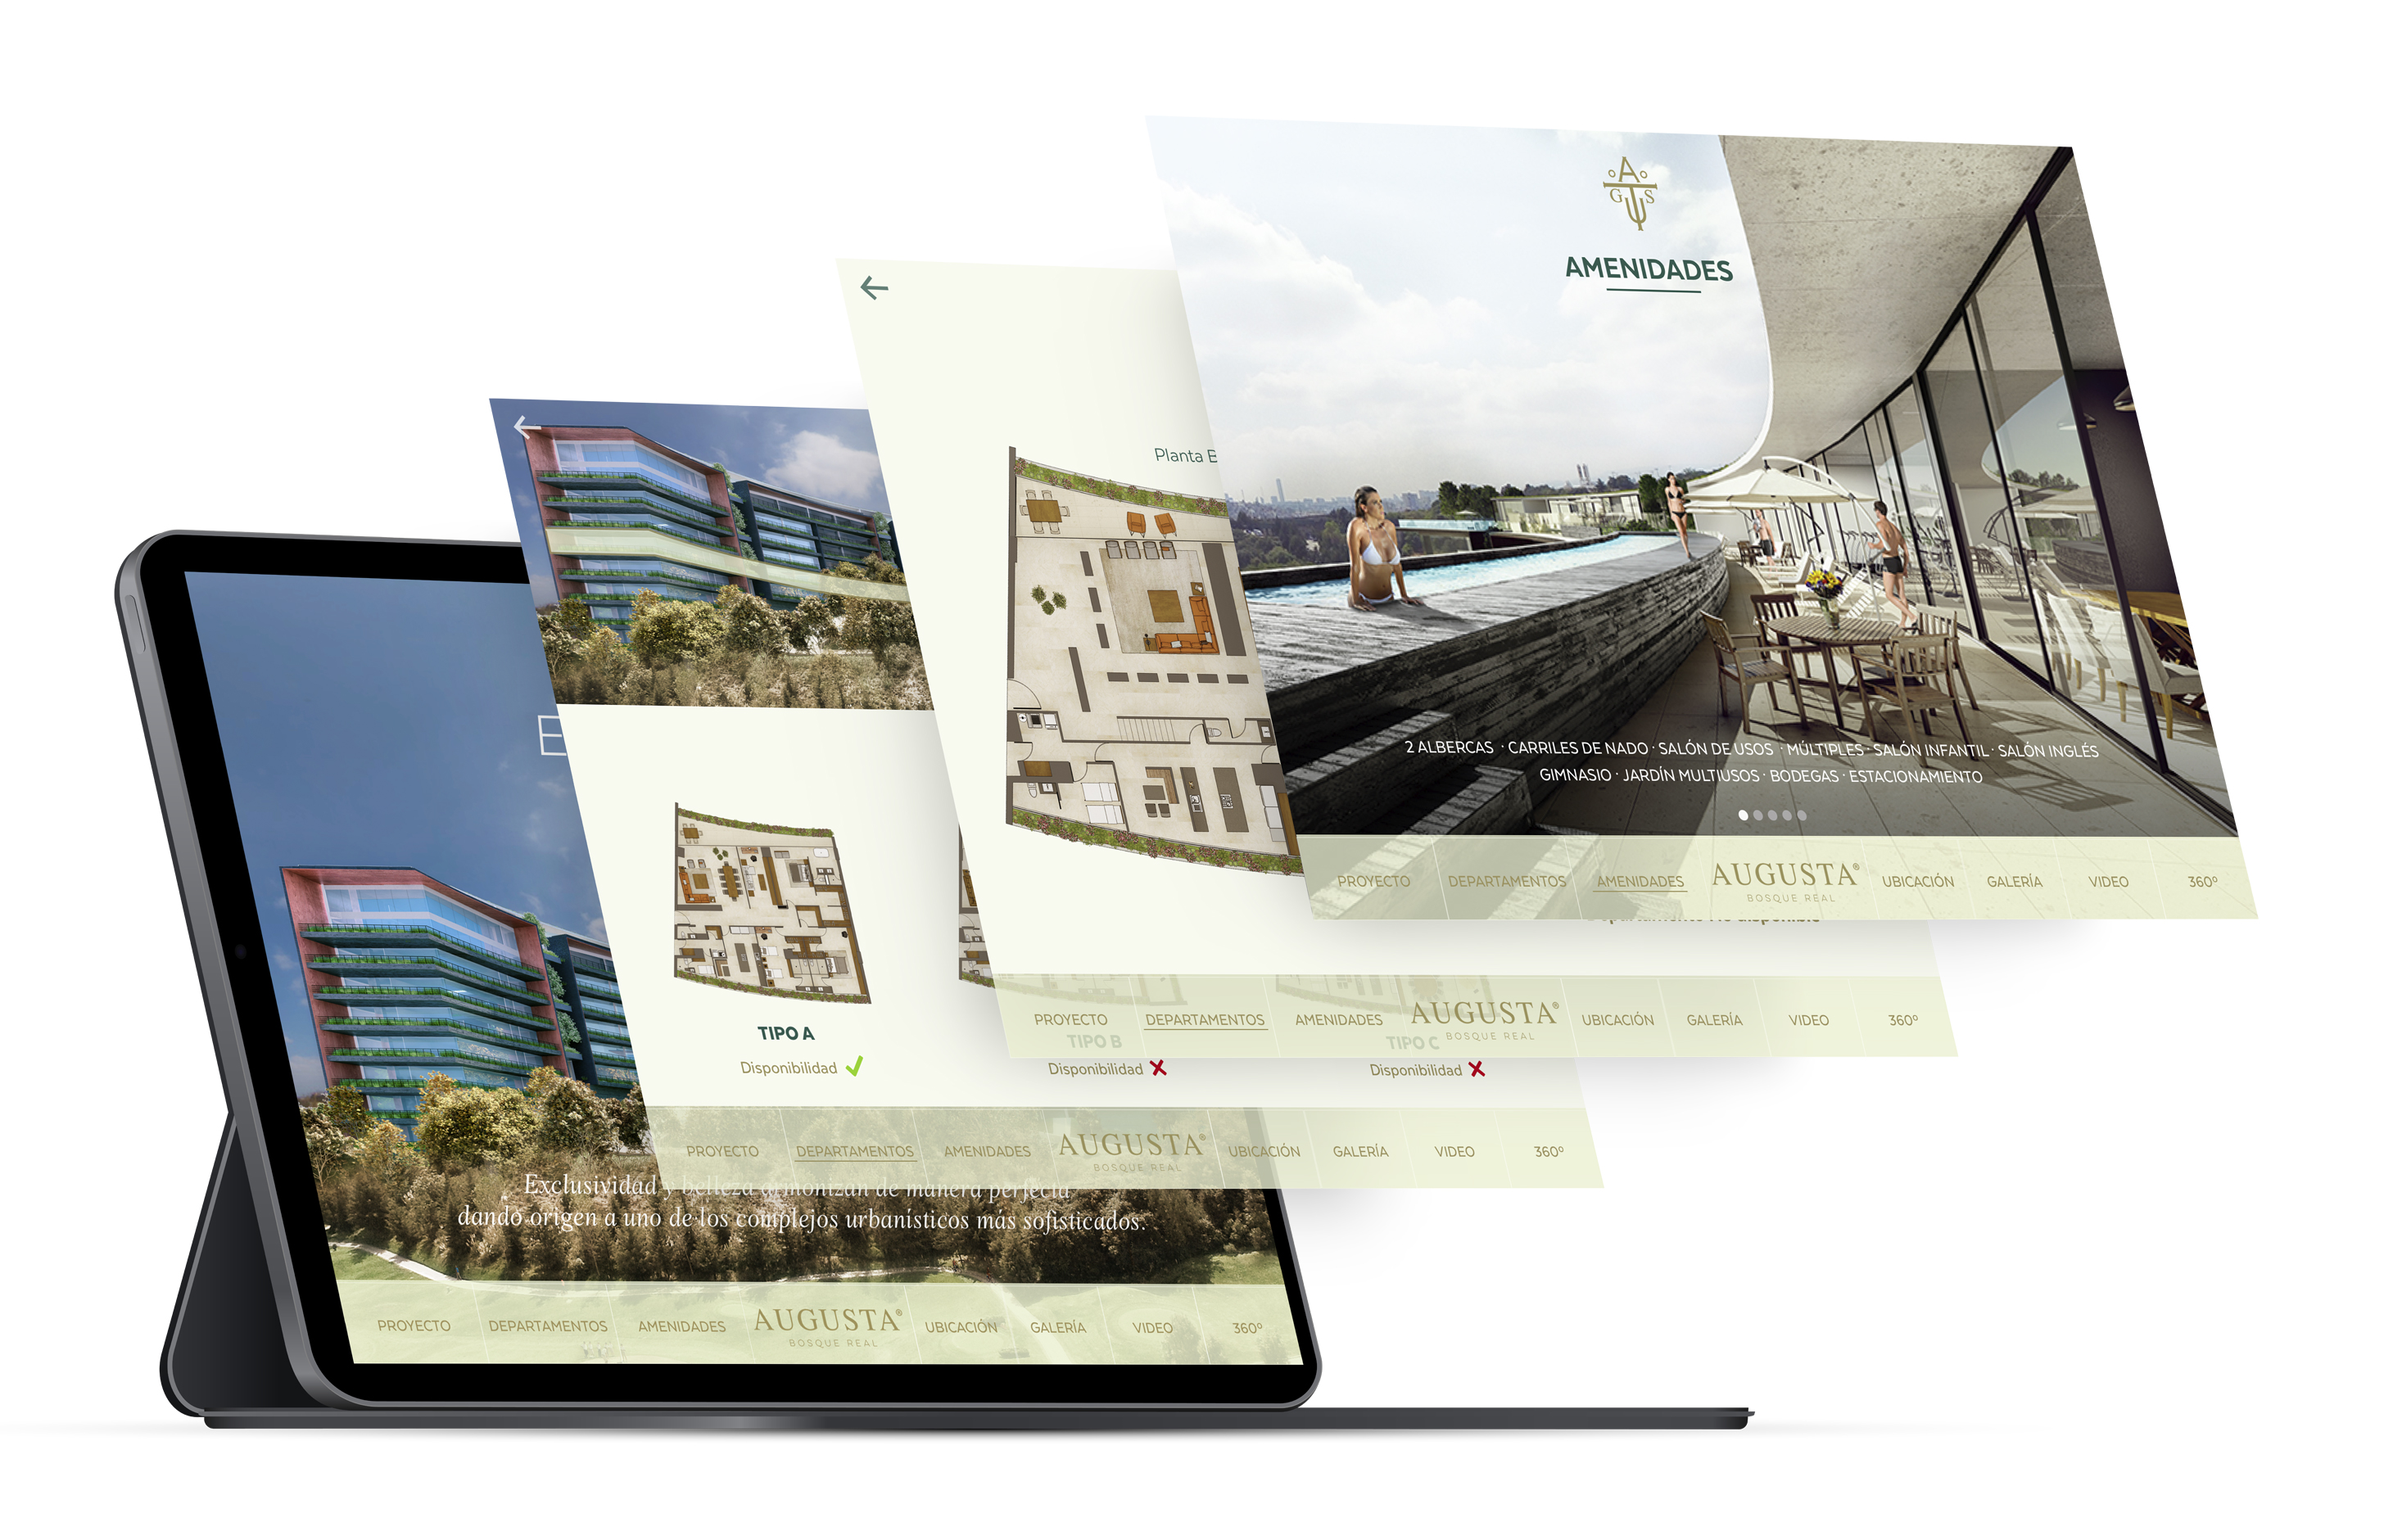 A
G S
T
U
AMENIDADES
2 ALBERCAS · CARRILES DE NADO · SALÓN DE USOS · MÚLTIPLES · SALÓN INFANTIL · SALÓN INGLÉS
GIMNASIO · JARDÍN MULTIUSOS · BODEGAS · ESTACIONAMIENTO
PROYECTO DEPARTAMENTOS AMENIDADES AUGUSTA® UBICACIÓN GALERÍA VIDEO 360º
BOSQUE REAL
Planta
PROYECTO DEPARTAMENTOS AMENIDADES AUGUSTA® UBICACIÓN GALERÍA VIDEO 360º
BOSQUE REAL
TIPO A TIPO B TIPO C
Disponibilidad Disponibilidad Disponibilidad
PROYECTO DEPARTAMENTOS AMENIDADES AUGUSTA® UBICACIÓN GALERÍA VIDEO 360º
BOSQUE REAL
Exclusividad y belleza armonizan de manera perfecta
dando origen a uno de los complejos urbanísticos más sofisticados.
PROYECTO DEPARTAMENTOS AMENIDADES AUGUSTA® UBICACIÓN GALERÍA VIDEO 360º
BOSQUE REAL